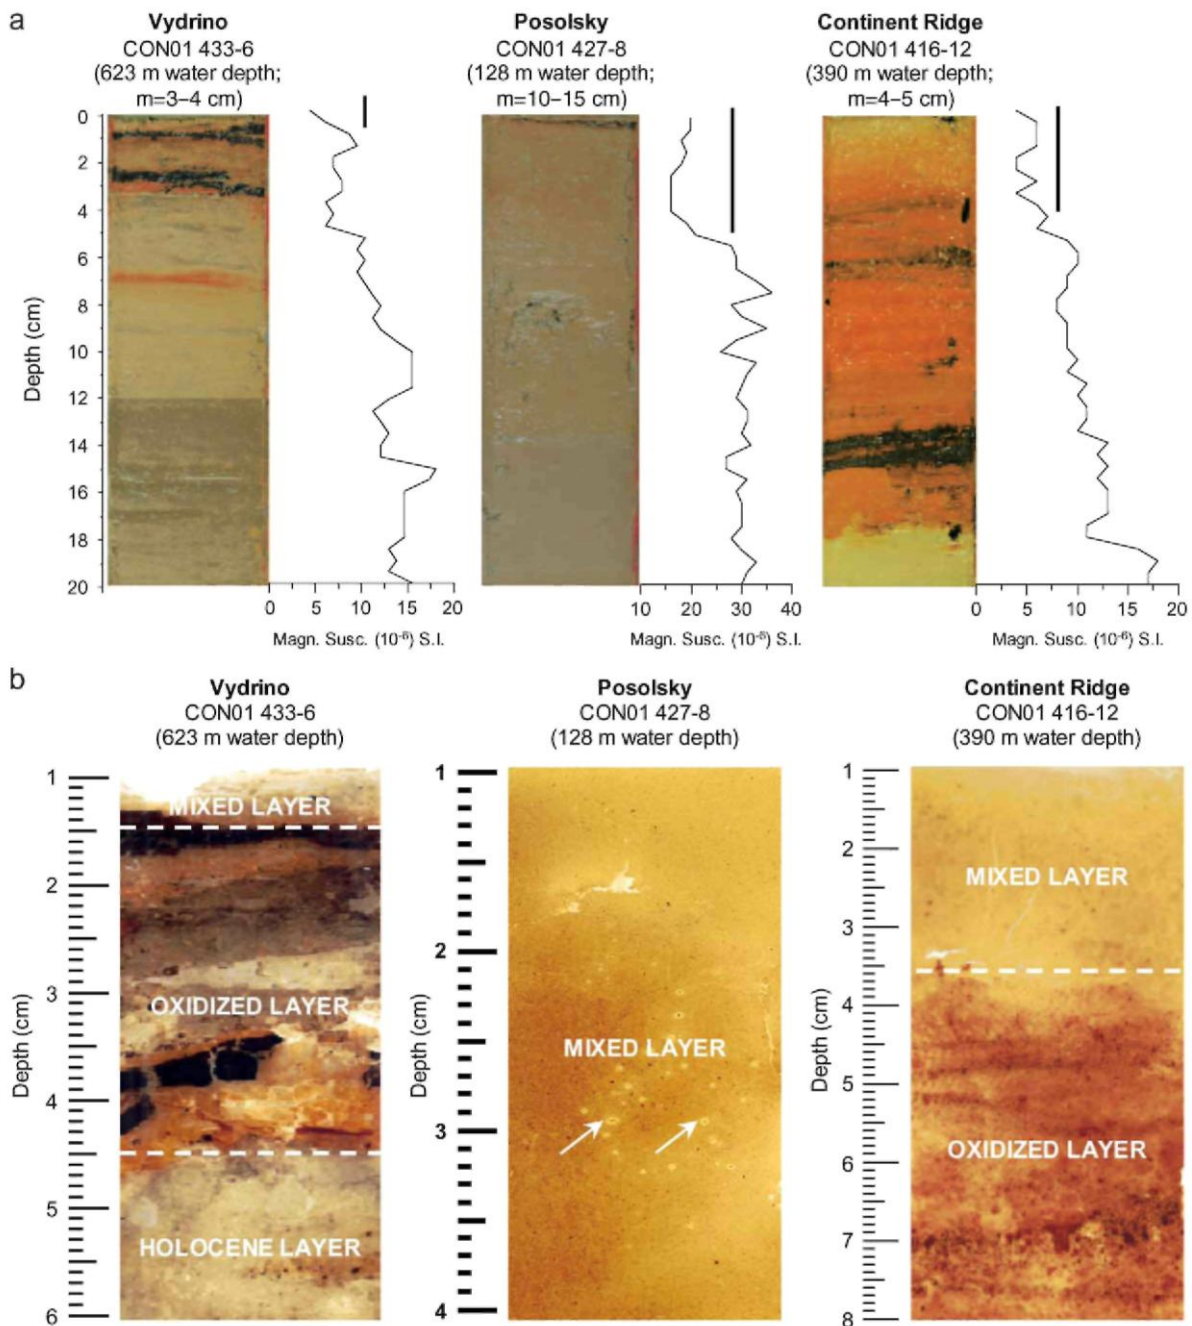 a
Vydrino
CON01 433-6
(623 m water depth;
m=3–4 cm)
Posolsky
CON01 427-8
(128 m water depth;
m=10–15 cm)
Continent Ridge
CON01 416-12
(390 m water depth;
m=4–5 cm)
Depth (cm)
0
2
4
6
8
10
12
14
16
18
20
0 5 10 15 20
Magn. Susc. (10⁻⁶) S.I.
10 20 30 40
Magn. Susc. (10⁻⁶) S.I.
0 5 10 15 20
Magn. Susc. (10⁻⁶) S.I.
b
Vydrino
CON01 433-6
(623 m water depth)
Depth (cm)
1
2
3
4
5
6
MIXED LAYER
OXIDIZED LAYER
HOLOCENE LAYER
Posolsky
CON01 427-8
(128 m water depth)
Depth (cm)
1
2
3
4
MIXED LAYER
Continent Ridge
CON01 416-12
(390 m water depth)
Depth (cm)
1
2
3
4
5
6
7
8
MIXED LAYER
OXIDIZED LAYER